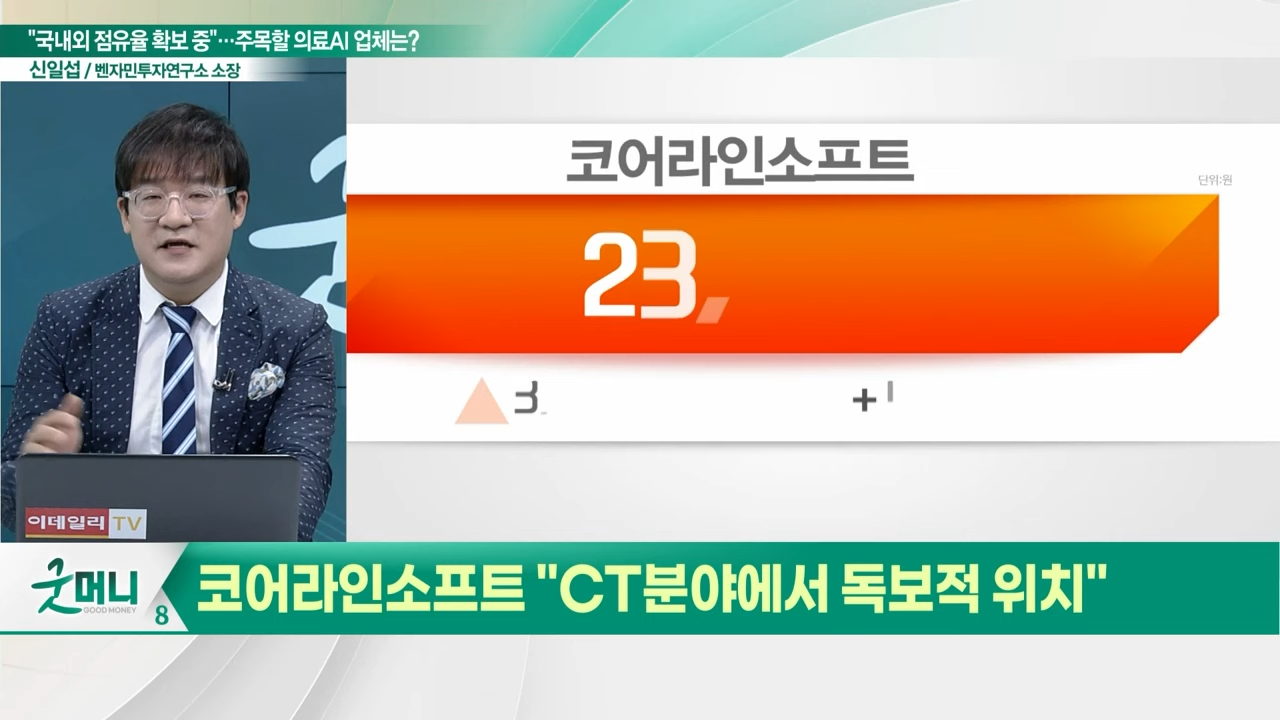 "국내외 점유율 확보 중"…주목할 의료AI 업체는?
신일섭 / 벤자민투자연구소 소장
코어라인소프트
단위:원
23,
▲ 3
+1
이데일리 TV
굿머니
GOOD MONEY
8
코어라인소프트 "CT분야에서 독보적 위치"